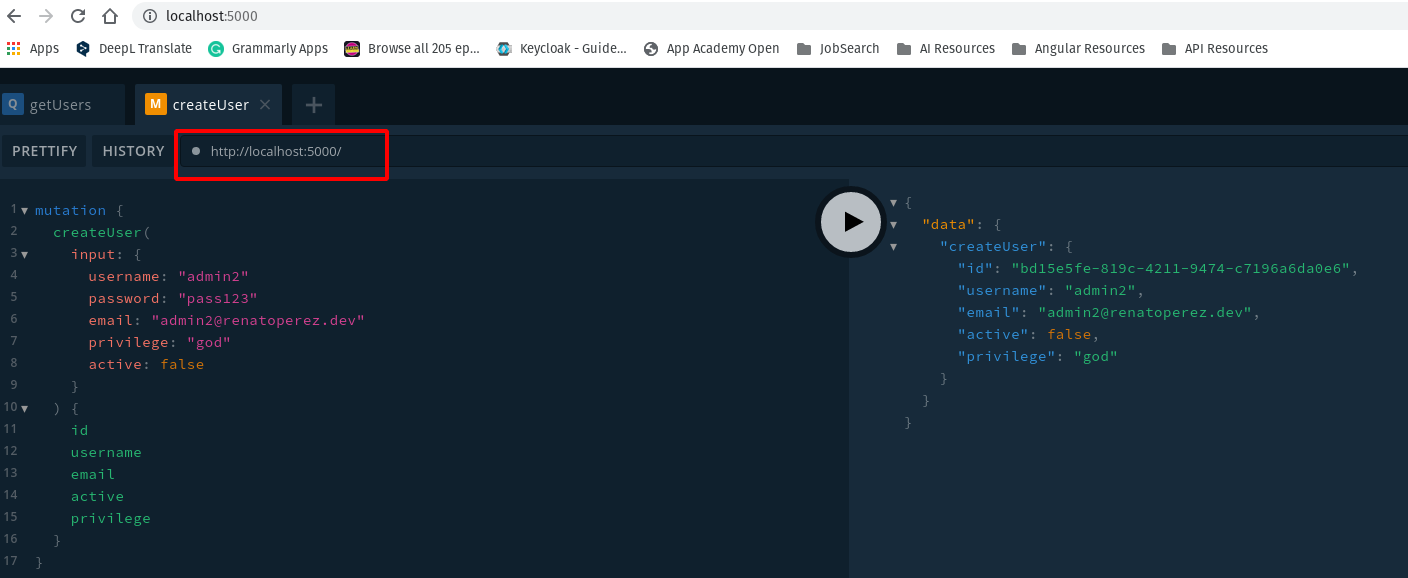 localhost:5000
Apps DeepL Translate Grammarly Apps Browse all 205 ep... Keycloak - Guide... App Academy Open JobSearch AI Resources Angular Resources API Resources
Q getUsers M createUser × +
PRETTIFY HISTORY http://localhost:5000/
1 mutation {
2 createUser(
3 input: {
4 username: "admin2"
5 password: "pass123"
6 email: "admin2@renatoperez.dev"
7 privilege: "god"
8 active: false
9 }
10 ) {
11 id
12 username
13 email
14 active
15 privilege
16 }
17 }
{
"data": {
"createUser": {
"id": "bd15e5fe-819c-4211-9474-c7196a6da0e6",
"username": "admin2",
"email": "admin2@renatoperez.dev",
"active": false,
"privilege": "god"
}
}
}